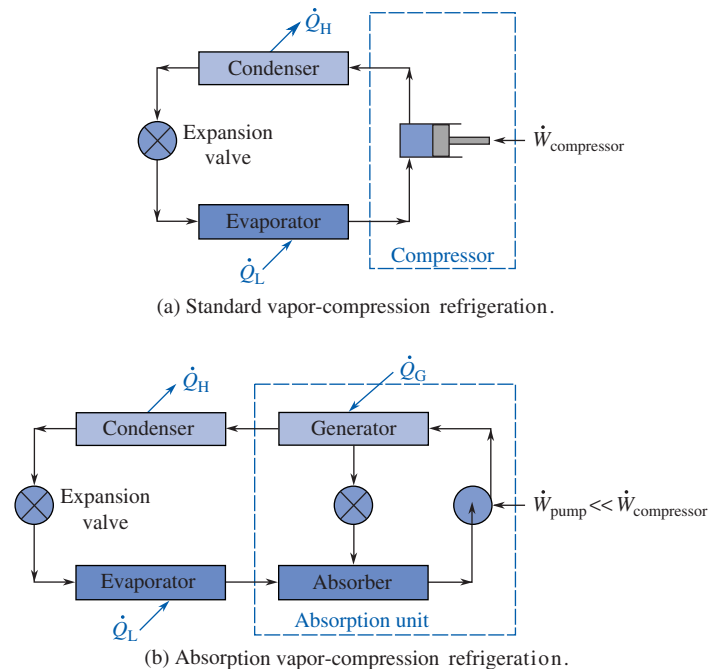 Q̇H
Condenser
Expansion
valve
Ẇcompressor
Evaporator
Compressor
Q̇L
(a) Standard vapor-compression refrigeration.
Q̇G
Q̇H
Condenser
Generator
Expansion
valve
Ẇpump << Ẇcompressor
Evaporator
Absorber
Absorption unit
Q̇L
(b) Absorption vapor-compression refrigeration.